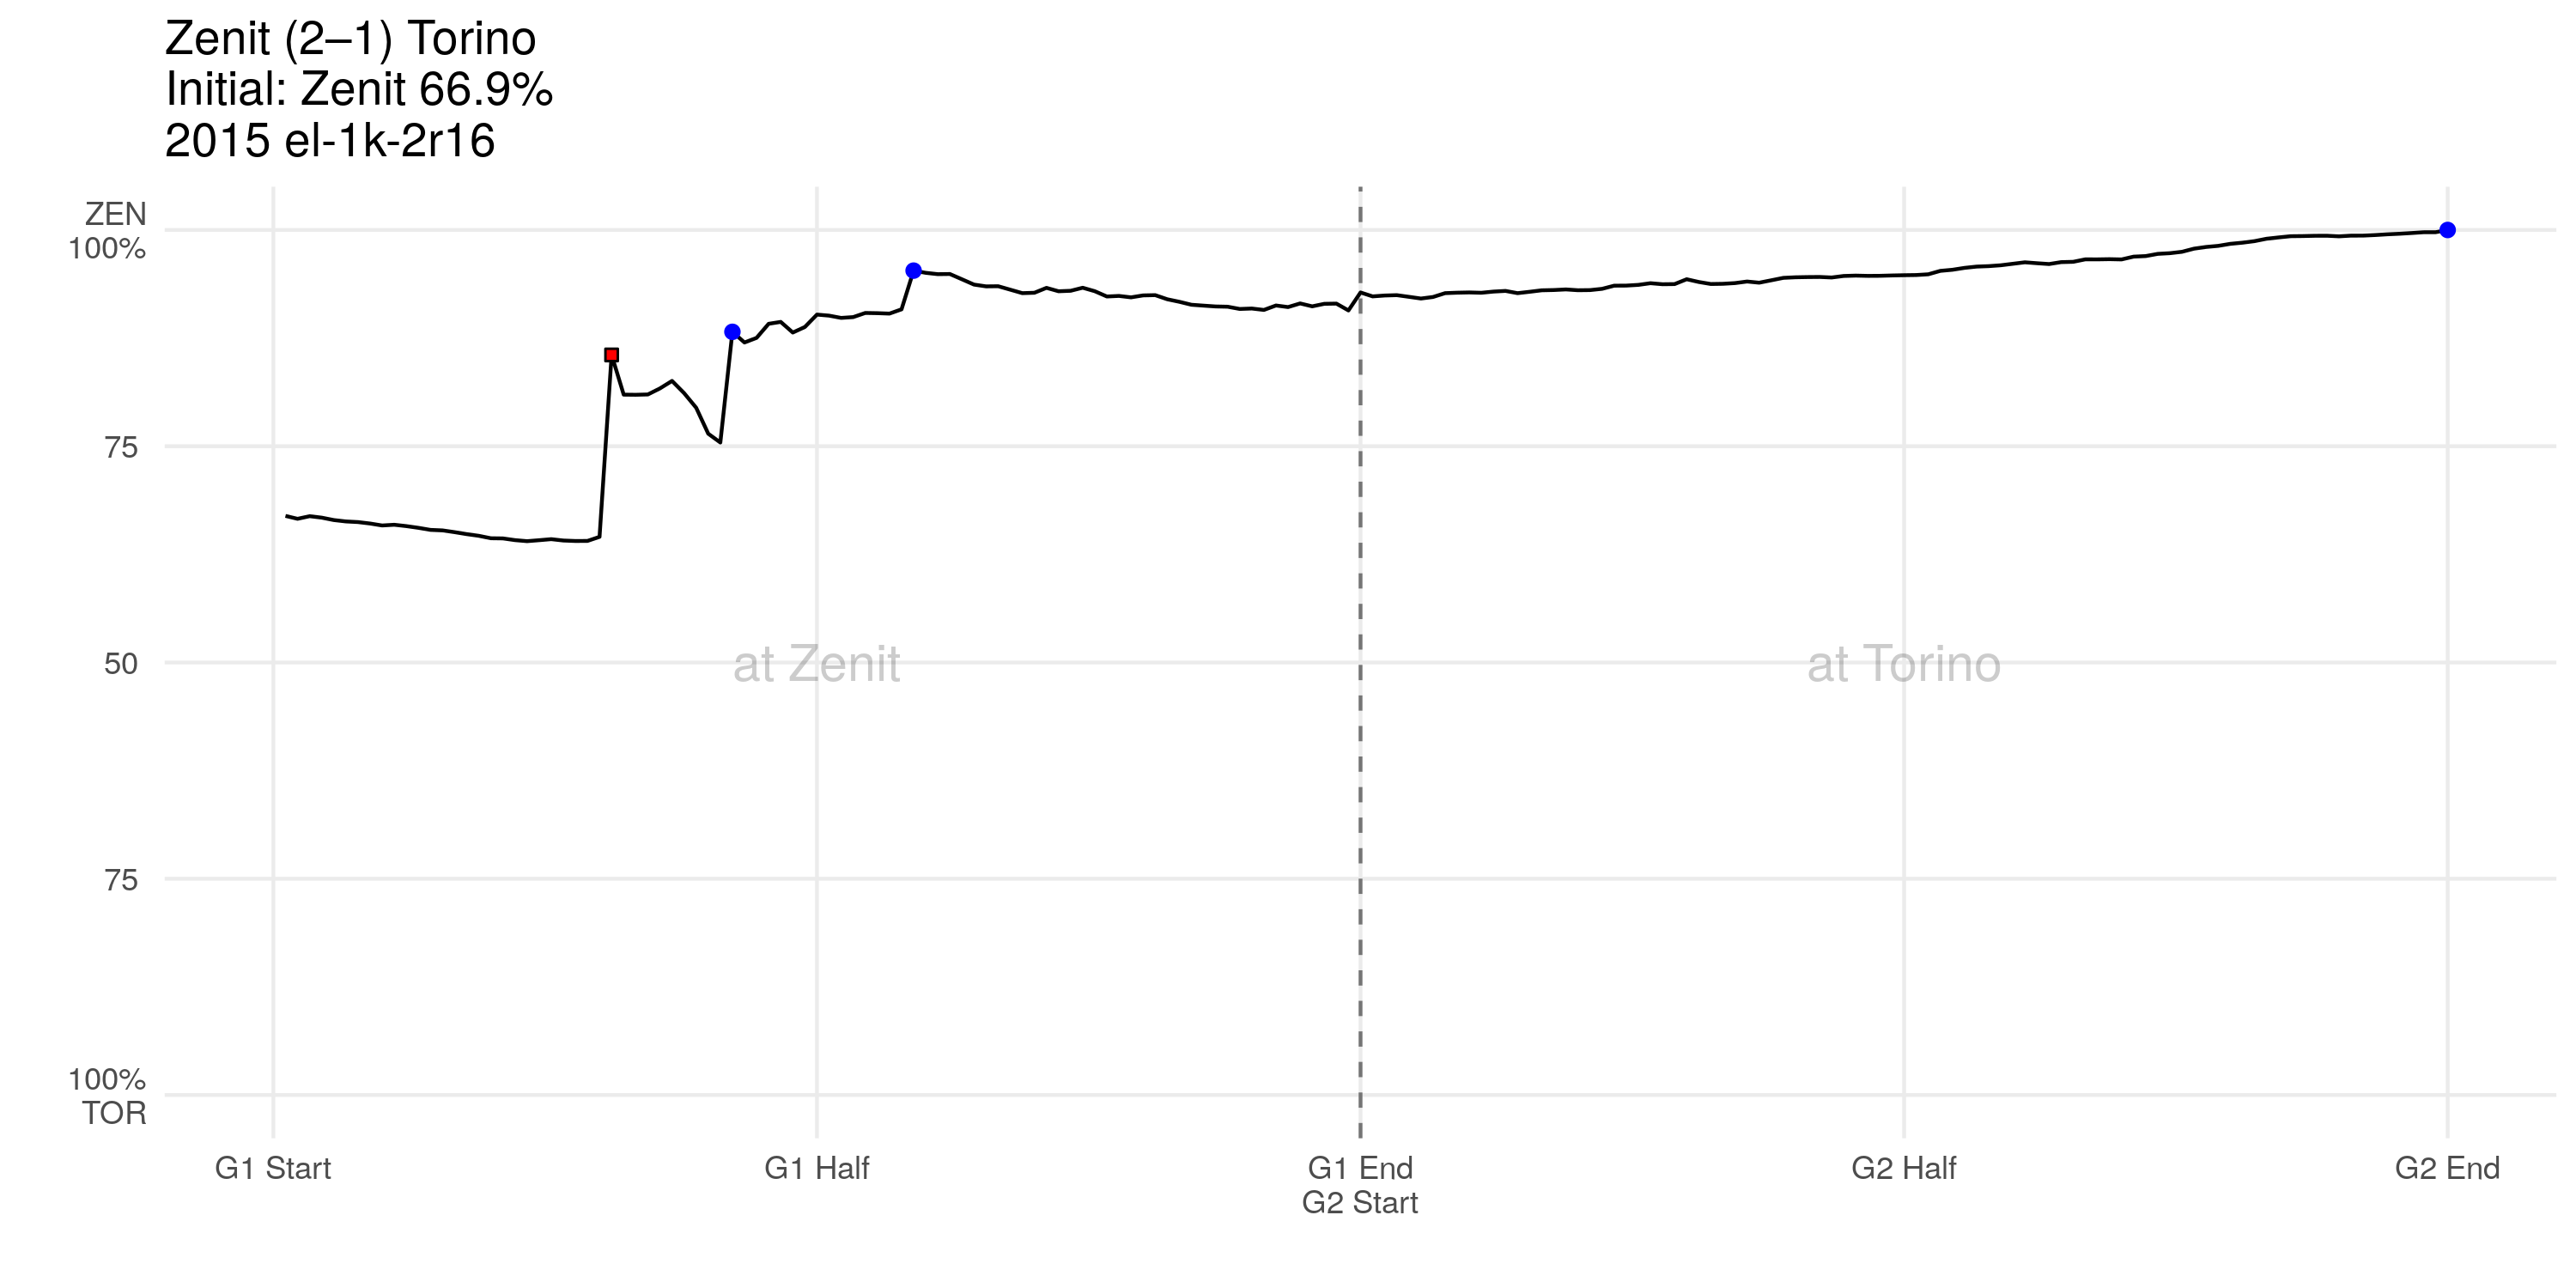 Zenit (2–1) Torino
Initial: Zenit 66.9%
2015 el-1k-2r16
ZEN
100%
75
50
75
100%
TOR
at Zenit
at Torino
G1 Start
G1 Half
G1 End
G2 Start
G2 Half
G2 End